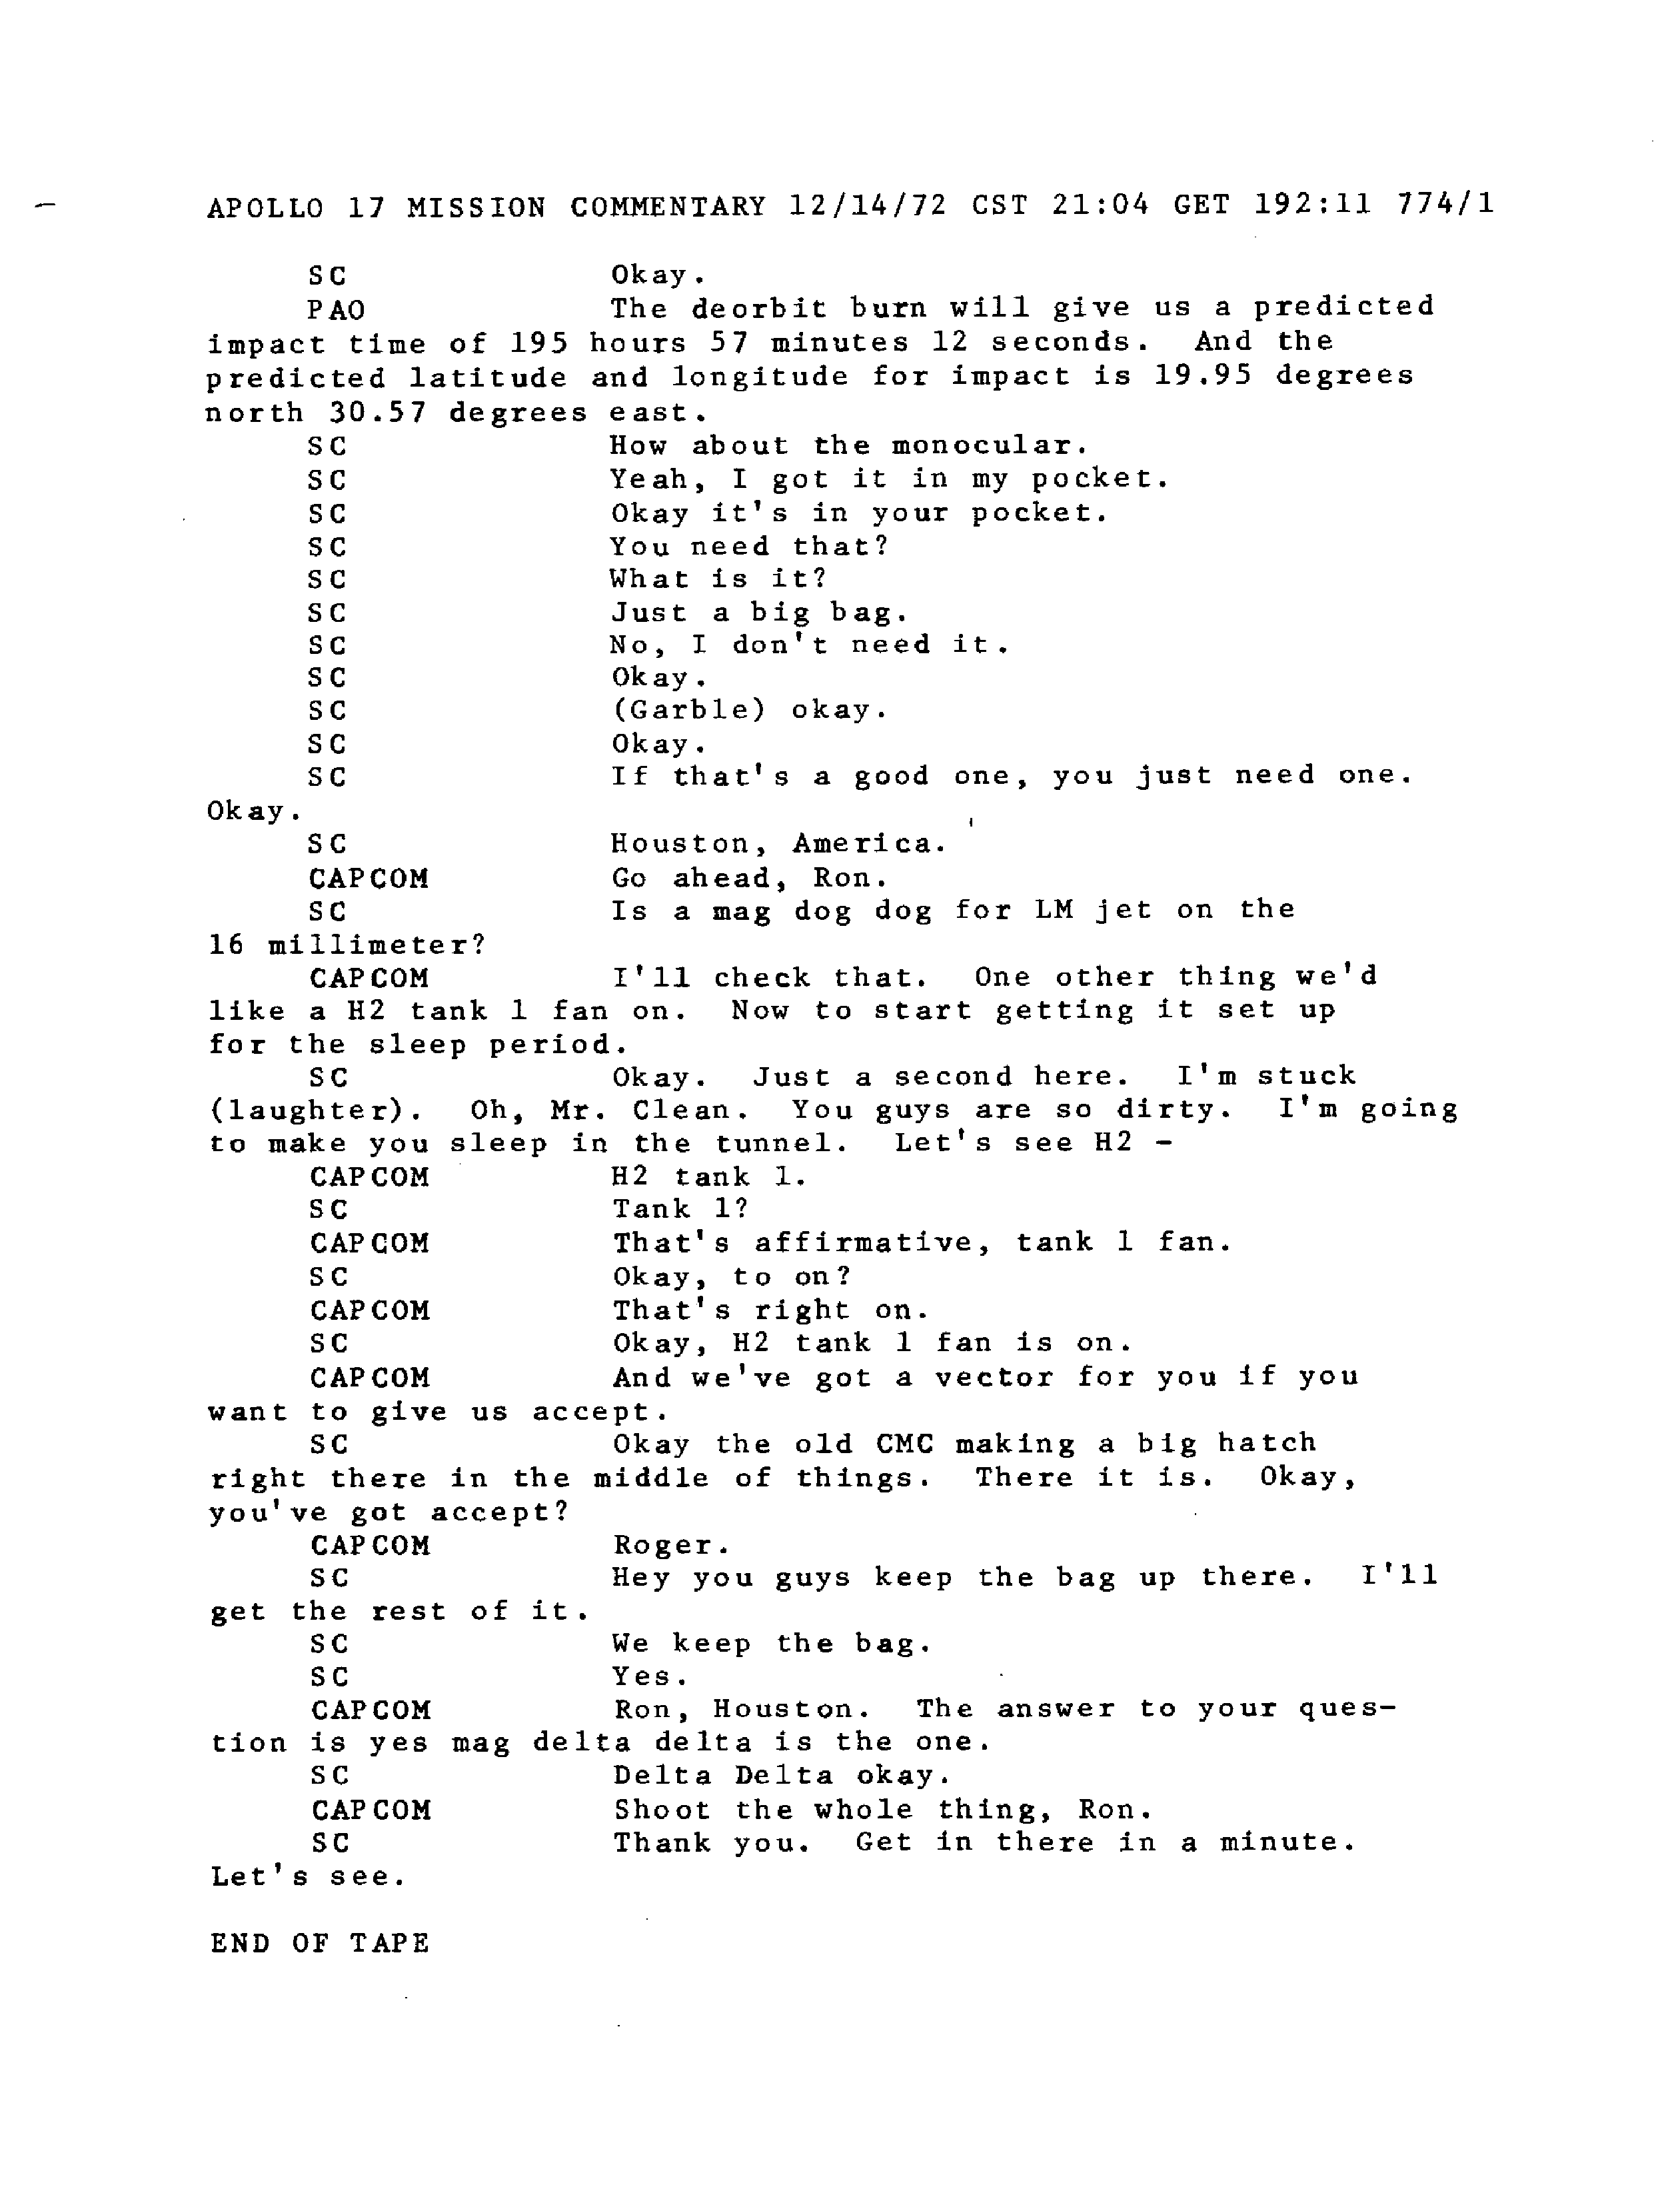 APOLLO 17 MISSION COMMENTARY 12/14/72 CST 21:04 GET 192:11 774/1
SC Okay.
PAO The deorbit burn will give us a predicted
impact time of 195 hours 57 minutes 12 seconds. And the
predicted latitude and longitude for impact is 19.95 degrees
north 30.57 degrees east.
SC How about the monocular.
SC Yeah, I got it in my pocket.
SC Okay it's in your pocket.
SC You need that?
SC What is it?
SC Just a big bag.
SC No, I don't need it.
SC Okay.
SC (Garble) okay.
SC Okay.
SC If that's a good one, you just need one.
Okay.
SC Houston, America.
CAPCOM Go ahead, Ron.
SC Is a mag dog dog for LM jet on the
16 millimeter?
CAPCOM I'll check that. One other thing we'd
like a H2 tank 1 fan on. Now to start getting it set up
for the sleep period.
SC Okay. Just a second here. I'm stuck
(laughter). Oh, Mr. Clean. You guys are so dirty. I'm going
to make you sleep in the tunnel. Let's see H2 -
CAPCOM H2 tank 1.
SC Tank 1?
CAPCOM That's affirmative, tank 1 fan.
SC Okay, to on?
CAPCOM That's right on.
SC Okay, H2 tank 1 fan is on.
CAPCOM And we've got a vector for you if you
want to give us accept.
SC Okay the old CMC making a big hatch
right there in the middle of things. There it is. Okay,
you've got accept?
CAPCOM Roger.
SC Hey you guys keep the bag up there. I'll
get the rest of it.
SC We keep the bag.
SC Yes.
CAPCOM Ron, Houston. The answer to your ques-
tion is yes mag delta delta is the one.
SC Delta Delta okay.
CAPCOM Shoot the whole thing, Ron.
SC Thank you. Get in there in a minute.
Let's see.
END OF TAPE